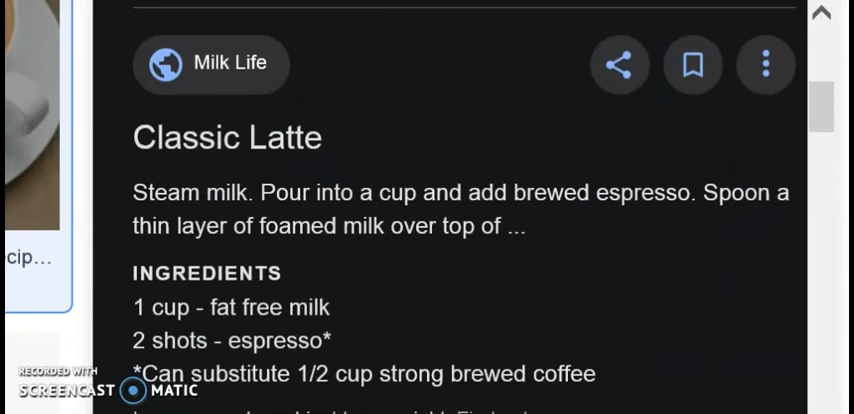 Milk Life
Classic Latte
Steam milk. Pour into a cup and add brewed espresso. Spoon a
thin layer of foamed milk over top of ...
cip...
INGREDIENTS
1 cup - fat free milk
2 shots - espresso*
*Can substitute 1/2 cup strong brewed coffee
RECORDED WITH
SCREENCAST MATIC